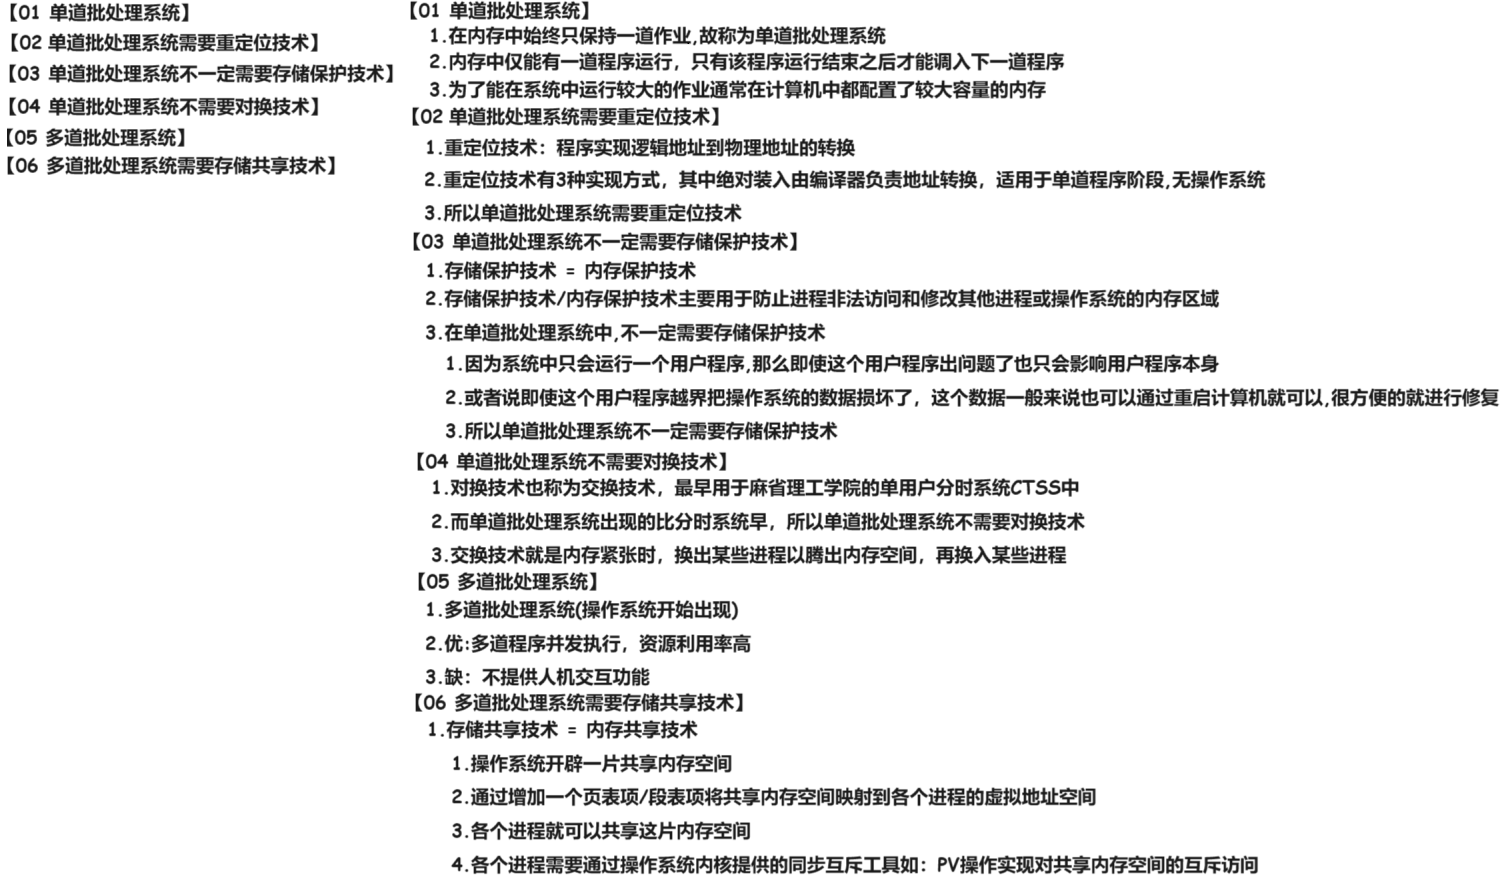 【01 单道批处理系统】
【02 单道批处理系统需要重定位技术】
【03 单道批处理系统不一定需要存储保护技术】
【04 单道批处理系统不需要对换技术】
【05 多道批处理系统】
【06 多道批处理系统需要存储共享技术】
【01 单道批处理系统】
1.在内存中始终只保持一道作业,故称为单道批处理系统
2.内存中仅能有一道程序运行，只有该程序运行结束之后才能调入下一道程序
3.为了能在系统中运行较大的作业通常在计算机中都配置了较大容量的内存
【02 单道批处理系统需要重定位技术】
1.重定位技术：程序实现逻辑地址到物理地址的转换
2.重定位技术有3种实现方式，其中绝对装入由编译器负责地址转换，适用于单道程序阶段,无操作系统
3.所以单道批处理系统需要重定位技术
【03 单道批处理系统不一定需要存储保护技术】
1.存储保护技术 = 内存保护技术
2.存储保护技术/内存保护技术主要用于防止进程非法访问和修改其他进程或操作系统的内存区域
3.在单道批处理系统中,不一定需要存储保护技术
1.因为系统中只会运行一个用户程序,那么即使这个用户程序出问题了也只会影响用户程序本身
2.或者说即使这个用户程序越界把操作系统的数据损坏了，这个数据一般来说也可以通过重启计算机就可以,很方便的就进行修复
3.所以单道批处理系统不一定需要存储保护技术
【04 单道批处理系统不需要对换技术】
1.对换技术也称为交换技术，最早用于麻省理工学院的单用户分时系统CTSS中
2.而单道批处理系统出现的比分时系统早，所以单道批处理系统不需要对换技术
3.交换技术就是内存紧张时，换出某些进程以腾出内存空间，再换入某些进程
【05 多道批处理系统】
1.多道批处理系统(操作系统开始出现)
2.优:多道程序并发执行，资源利用率高
3.缺：不提供人机交互功能
【06 多道批处理系统需要存储共享技术】
1.存储共享技术 = 内存共享技术
1.操作系统开辟一片共享内存空间
2.通过增加一个页表项/段表项将共享内存空间映射到各个进程的虚拟地址空间
3.各个进程就可以共享这片内存空间
4.各个进程需要通过操作系统内核提供的同步互斥工具如：PV操作实现对共享内存空间的互斥访问